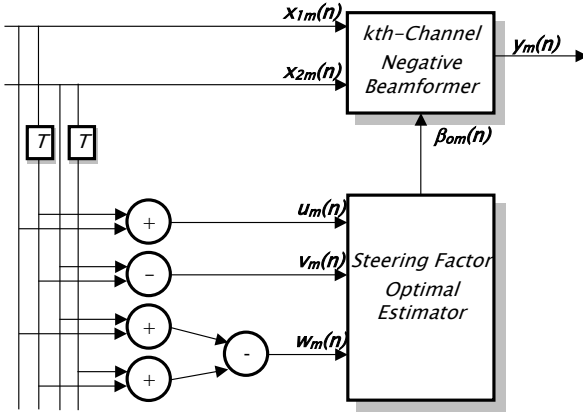 x1m(n)
kth-Channel
Negative
Beamformer
ym(n)
x2m(n)
T
T
βom(n)
+
um(n)
-
vm(n)
Steering Factor
Optimal
Estimator
+
-
wm(n)
+